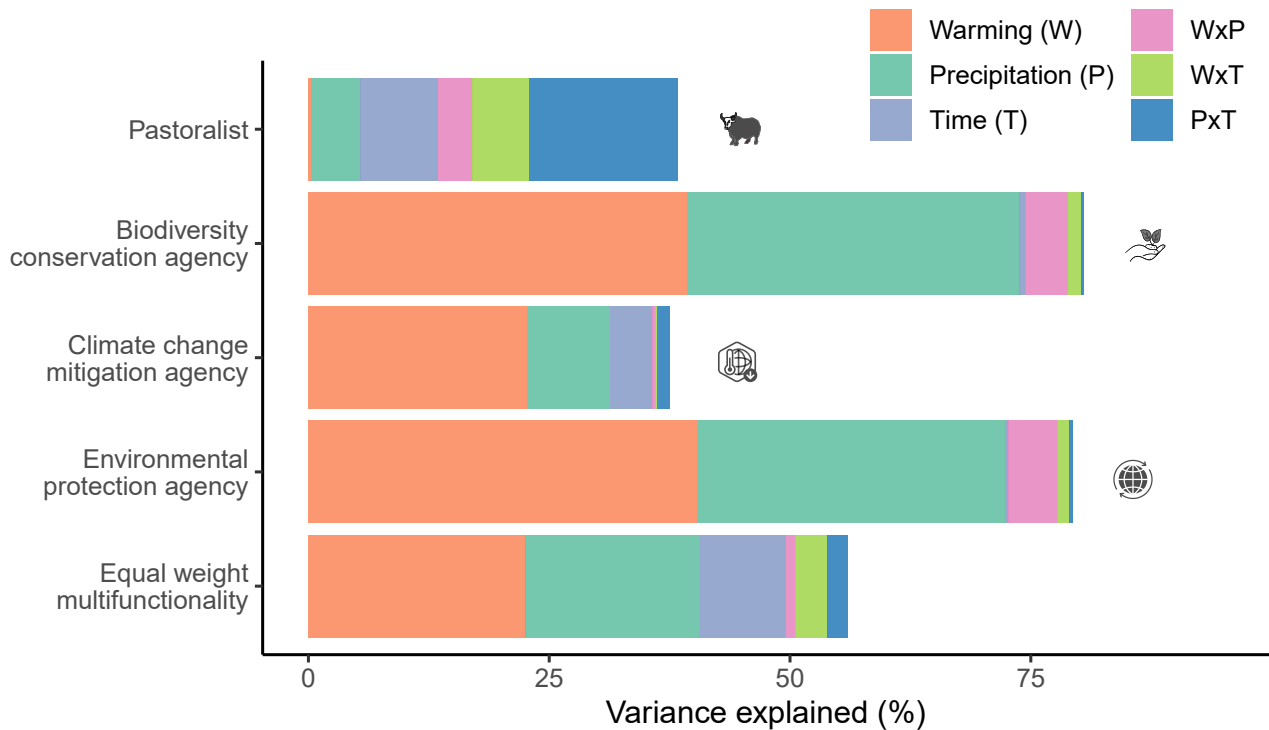 Warming (W)
WxP
Precipitation (P)
WxT
Time (T)
PxT
Pastoralist
Biodiversity
conservation agency
Climate change
mitigation agency
Environmental
protection agency
Equal weight
multifunctionality
0 25 50 75
Variance explained (%)